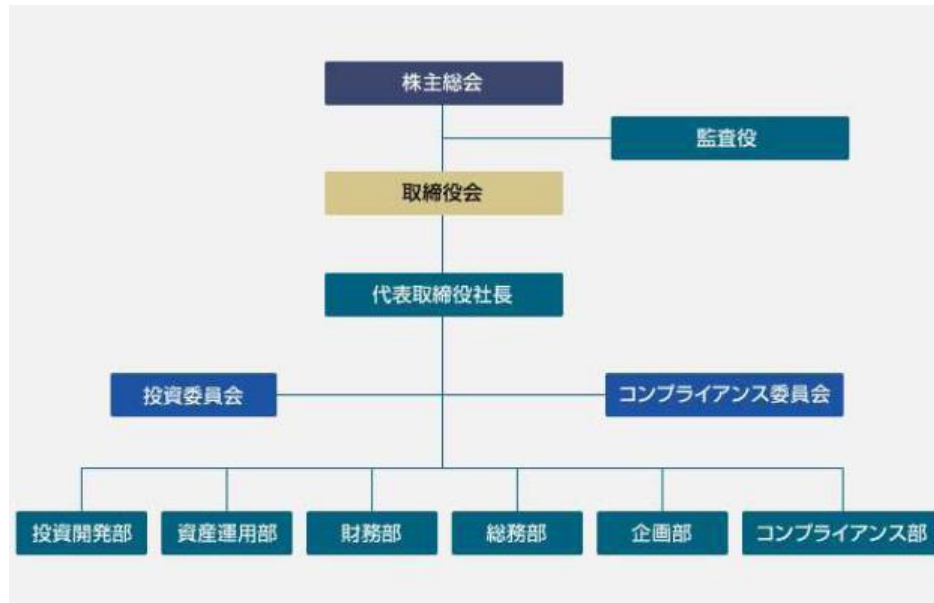 株主総会
監査役
取締役会
代表取締役社長
投資委員会
コンプライアンス委員会
投資開発部
資産運用部
財務部
総務部
企画部
コンプライアンス部